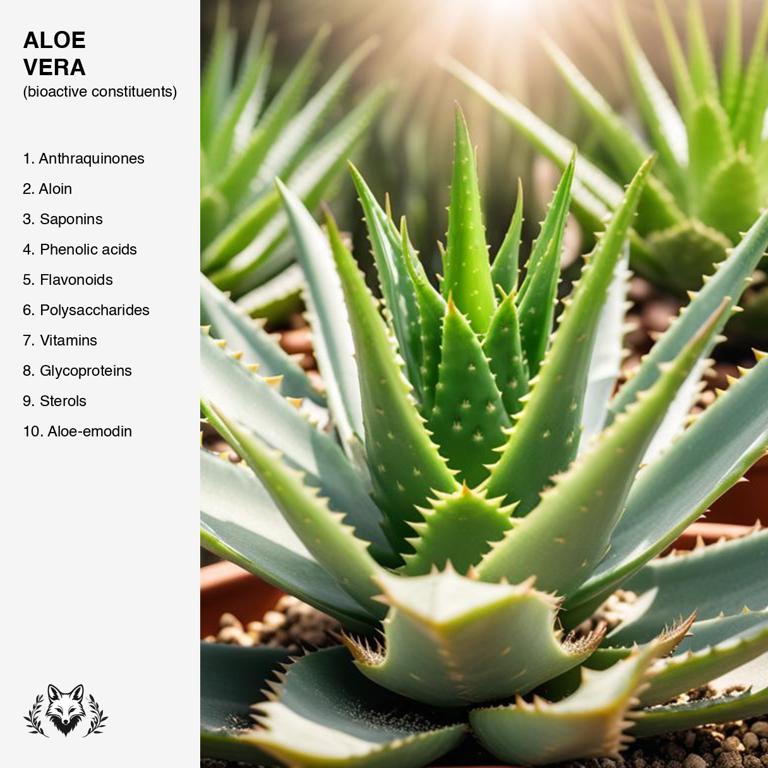 ALOE
VERA
(bioactive constituents)
1. Anthraquinones
2. Aloin
3. Saponins
4. Phenolic acids
5. Flavonoids
6. Polysaccharides
7. Vitamins
8. Glycoproteins
9. Sterols
10. Aloe-emodin